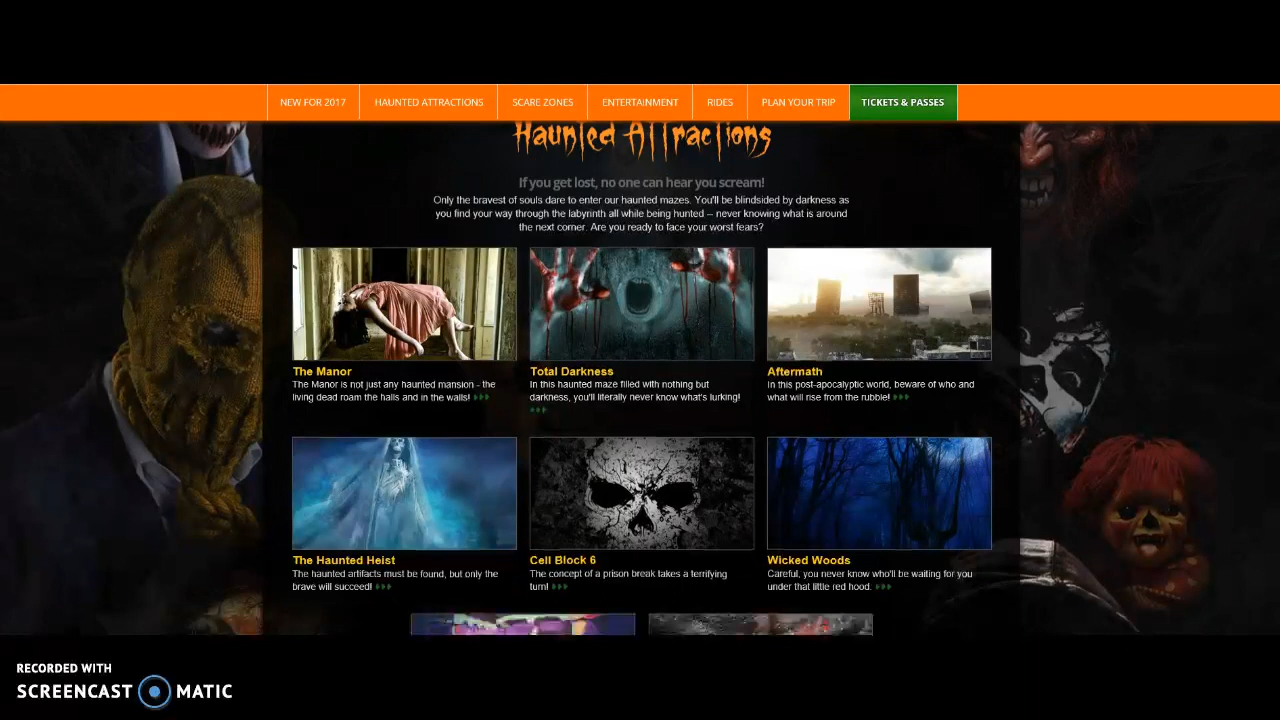 NEW FOR 2017 HAUNTED ATTRACTIONS SCARE ZONES ENTERTAINMENT RIDES PLAN YOUR TRIP TICKETS & PASSES
Haunted Attractions
If you get lost, no one can hear you scream!
Only the bravest of souls dare to enter our haunted mazes. You'll be blindsided by darkness as
you find your way through the labyrinth all while being hunted – never knowing what is around
the next corner. Are you ready to face your worst fears?
The Manor
The Manor is not just any haunted mansion - the
living dead roam the halls and in the walls!
Total Darkness
In this haunted maze filled with nothing but
darkness, you'll literally never know what's lurking!
Aftermath
In this post-apocalyptic world, beware of who and
what will rise from the rubble!
The Haunted Heist
The haunted artifacts must be found, but only the
brave will succeed!
Cell Block 6
The concept of a prison break takes a terrifying
turn!
Wicked Woods
Careful, you never know who'll be waiting for you
under that little red hood.
RECORDED WITH
SCREENCAST MATIC